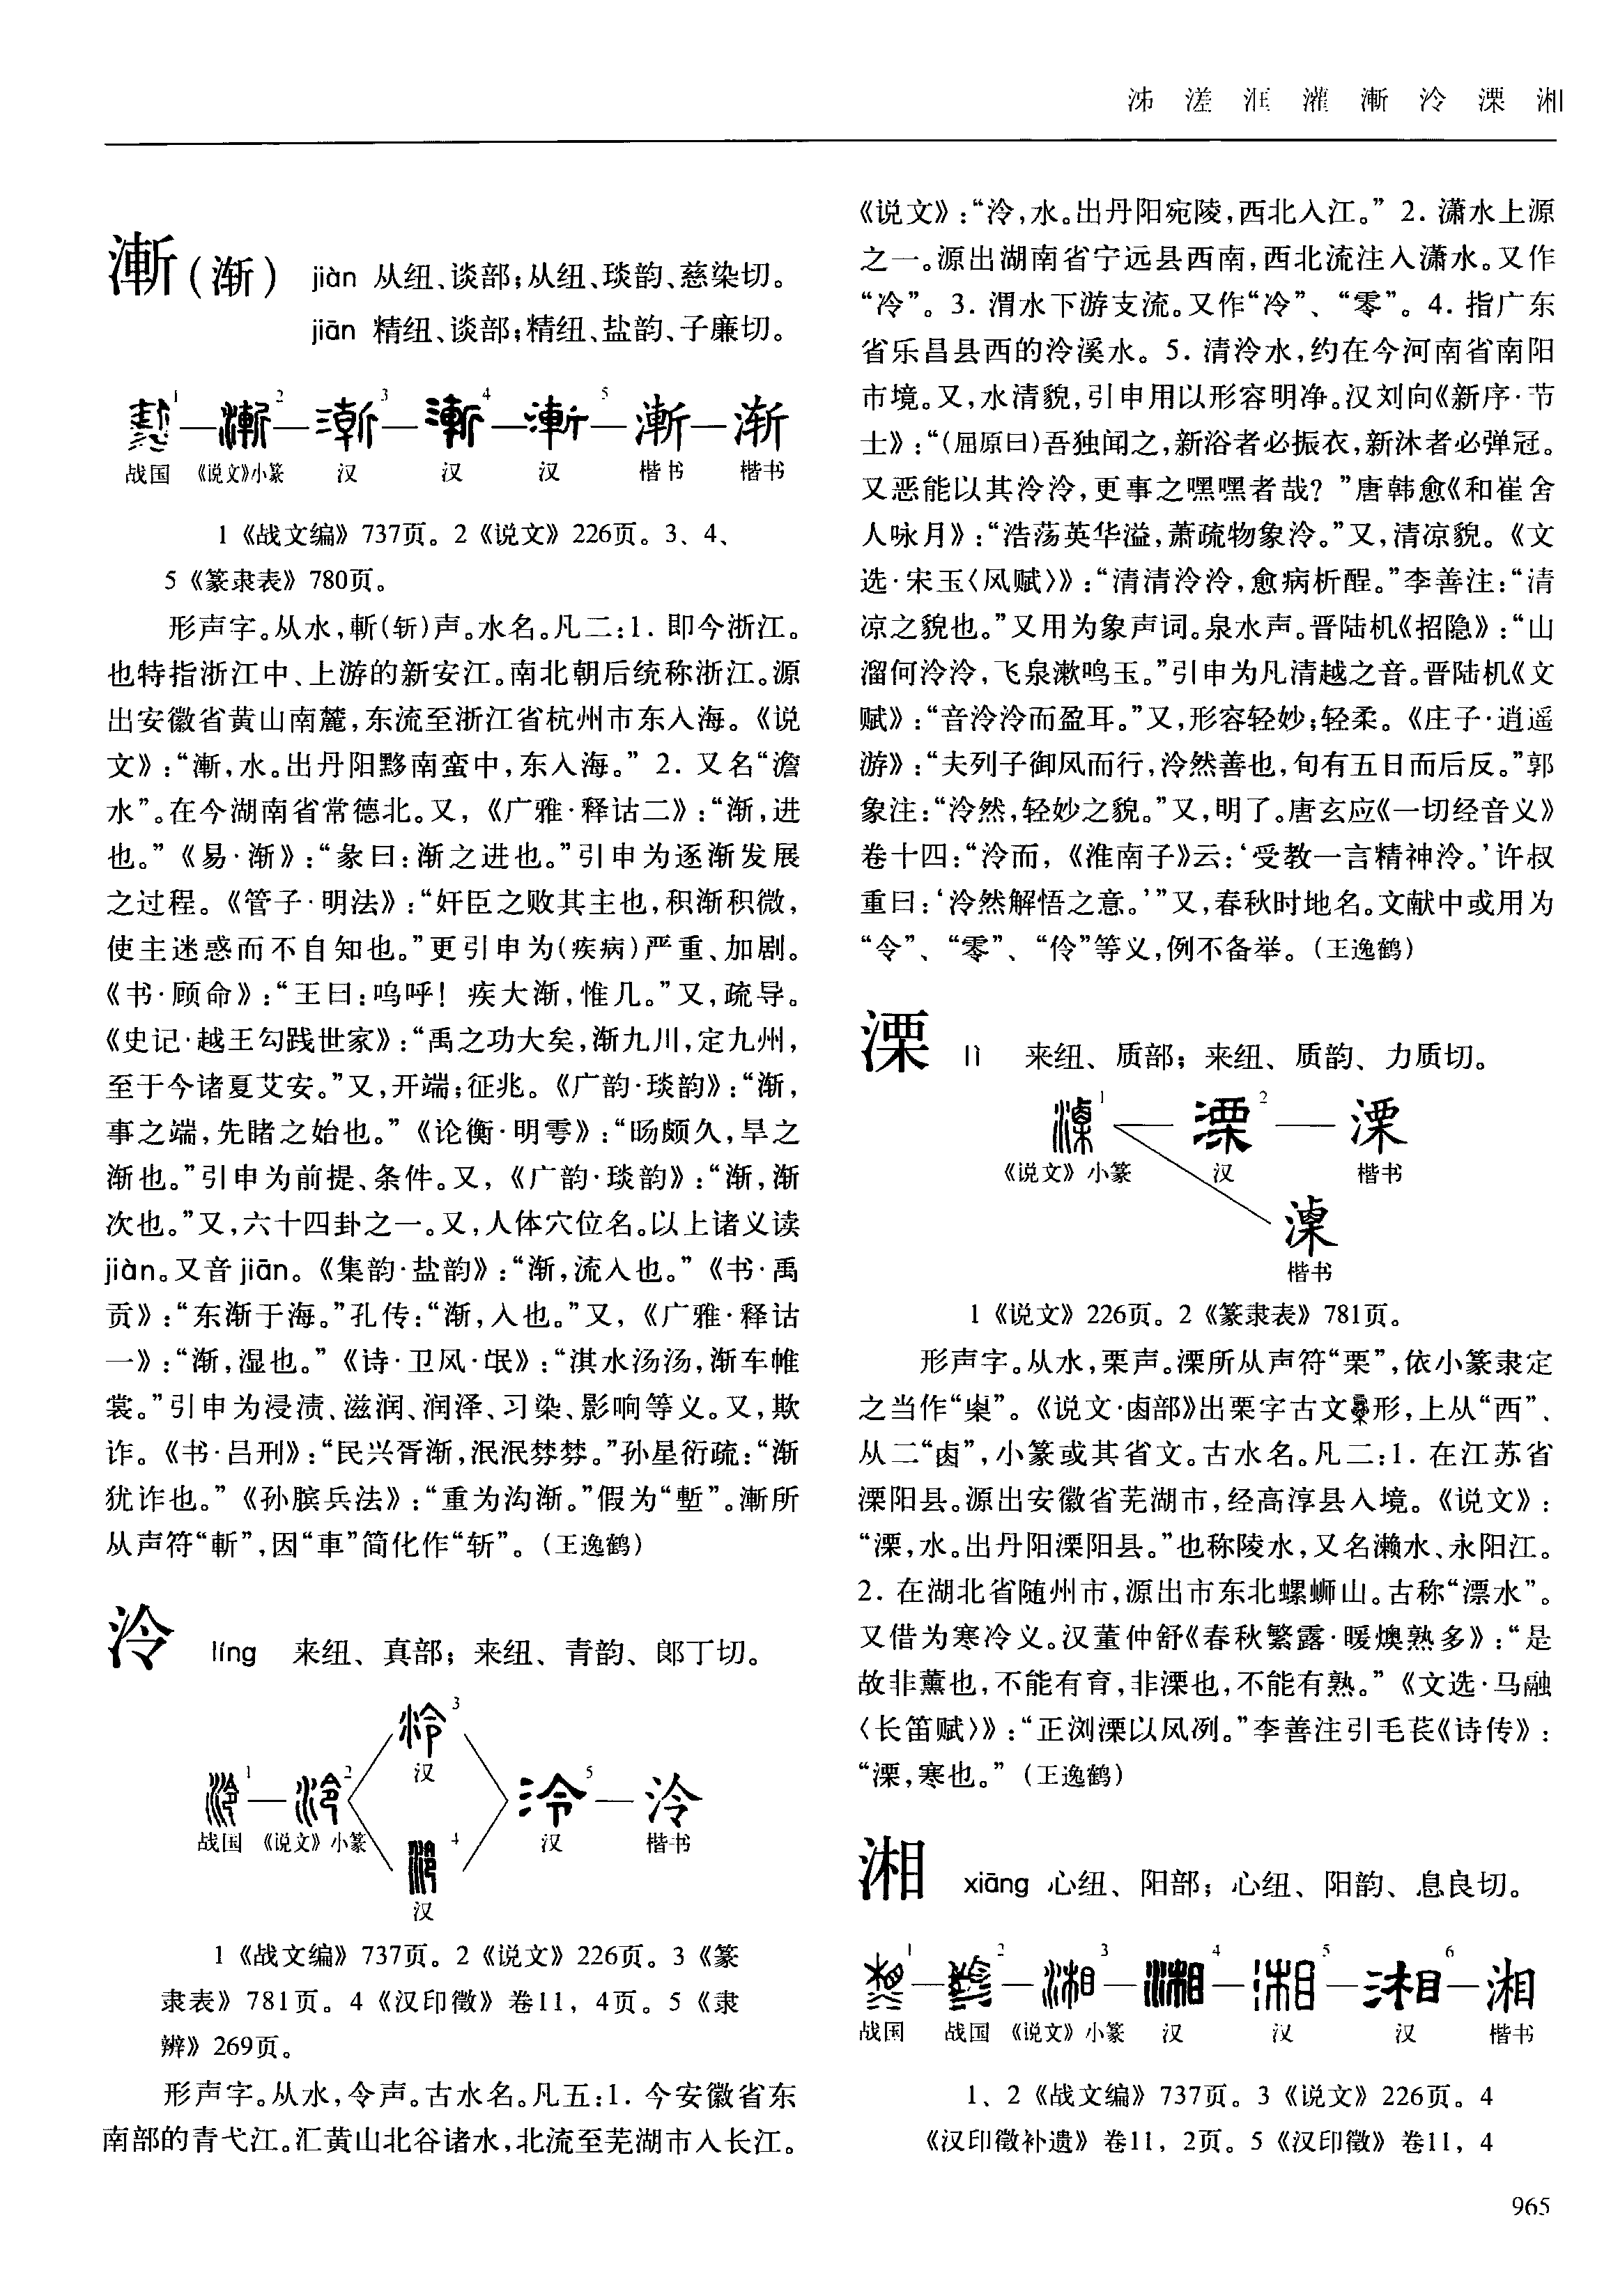 沛 溠 洭 灌 漸 泠 溧 湘
漸(渐) jiàn 从纽、谈部;从纽、琰韵、慈染切。
jiān 精纽、谈部;精纽、盐韵、子廉切。
1 2 3 4 5
漸 渐
战国 《说文》小篆 汉 汉 汉 楷书 楷书
1《战文编》737页。2《说文》226页。3、4、
5《篆隶表》780页。
形声字。从水,斬(斩)声。水名。凡二:1. 即今浙江。
也特指浙江中、上游的新安江。南北朝后统称浙江。源
出安徽省黄山南麓,东流至浙江省杭州市东入海。《说
文》:“漸,水。出丹阳黟南蛮中,东入海。” 2. 又名“澹
水”。在今湖南省常德北。又,《广雅·释诂二》:“渐,进
也。”《易·渐》:“彖曰:渐之进也。”引申为逐渐发展
之过程。《管子·明法》:“奸臣之败其主也,积渐积微,
使主迷惑而不自知也。”更引申为(疾病)严重、加剧。
《书·顾命》:“王曰:呜呼! 疾大渐,惟几。”又,疏导。
《史记·越王勾践世家》:“禹之功大矣,渐九川,定九州,
至于今诸夏艾安。”又,开端;征兆。《广韵·琰韵》:“渐,
事之端,先睹之始也。”《论衡·明雩》:“旸颇久,旱之
渐也。”引申为前提、条件。又,《广韵·琰韵》:“渐,渐
次也。”又,六十四卦之一。又,人体穴位名。以上诸义读
jiàn。又音jiān。《集韵·盐韵》:“渐,流入也。”《书·禹
贡》:“东渐于海。”孔传:“渐,入也。”又,《广雅·释诂
一》:“渐,湿也。”《诗·卫风·氓》:“淇水汤汤,渐车帷
裳。”引申为浸渍、滋润、润泽、习染、影响等义。又,欺
诈。《书·吕刑》:“民兴胥渐,泯泯棼棼。”孙星衍疏:“渐
犹诈也。”《孙膑兵法》:“重为沟渐。”假为“塹”。漸所
从声符“斬”,因“車”简化作“斩”。(王逸鹤)
泠 líng 来纽、真部;来纽、青韵、郎丁切。
3
汉
1 2 5
泠
战国 《说文》小篆 汉 楷书
4
汉
1《战文编》737页。2《说文》226页。3《篆
隶表》781页。4《汉印徵》卷11,4页。5《隶
辨》269页。
形声字。从水,令声。古水名。凡五:1. 今安徽省东
南部的青弋江。汇黄山北谷诸水,北流至芜湖市入长江。
《说文》:“泠,水。出丹阳宛陵,西北入江。” 2. 潇水上源
之一。源出湖南省宁远县西南,西北流注入潇水。又作
“冷”。3. 渭水下游支流。又作“冷”、“零”。4. 指广东
省乐昌县西的泠溪水。5. 清泠水,约在今河南省南阳
市境。又,水清貌,引申用以形容明净。汉刘向《新序·节
士》:“(屈原曰)吾独闻之,新浴者必振衣,新沐者必弹冠。
又恶能以其泠泠,更事之嘿嘿者哉?”唐韩愈《和崔舍
人咏月》:“浩荡英华溢,萧疏物象泠。”又,清凉貌。《文
选·宋玉〈风赋〉》:“清清泠泠,愈病析酲。”李善注:“清
凉之貌也。”又用为象声词。泉水声。晋陆机《招隐》:“山
溜何泠泠,飞泉漱鸣玉。”引申为凡清越之音。晋陆机《文
赋》:“音泠泠而盈耳。”又,形容轻妙;轻柔。《庄子·逍遥
游》:“夫列子御风而行,泠然善也,旬有五日而后反。”郭
象注:“泠然,轻妙之貌。”又,明了。唐玄应《一切经音义》
卷十四:“泠而,《淮南子》云:‘受教一言精神泠。’许叔
重曰:‘泠然解悟之意。’”又,春秋时地名。文献中或用为
“令”、“零”、“伶”等义,例不备举。(王逸鹤)
溧 lì 来纽、质部;来纽、质韵、力质切。
1 2
溧 溧
《说文》小篆 汉 楷书
楷书
1《说文》226页。2《篆隶表》781页。
形声字。从水,栗声。溧所从声符“栗”,依小篆隶定
之当作“㮚”。《说文·卤部》出栗字古文形,上从“西”、
从二“卤”,小篆或其省文。古水名。凡二:1. 在江苏省
溧阳县。源出安徽省芜湖市,经高淳县入境。《说文》:
“溧,水。出丹阳溧阳县。”也称陵水,又名濑水、永阳江。
2. 在湖北省随州市,源出市东北螺蛳山。古称“漂水”。
又借为寒冷义。汉董仲舒《春秋繁露·暖燠熟多》:“是
故非薰也,不能有育,非溧也,不能有熟。”《文选·马融
〈长笛赋〉》:“正浏溧以风冽。”李善注引毛苌《诗传》:
“溧,寒也。”(王逸鹤)
湘 xiāng 心纽、阳部;心纽、阳韵、息良切。
1 2 3 4 5 6
湘
战国 战国 《说文》小篆 汉 汉 汉 楷书
1、2《战文编》737页。3《说文》226页。4
《汉印徵补遗》卷11,2页。5《汉印徵》卷11,4
965